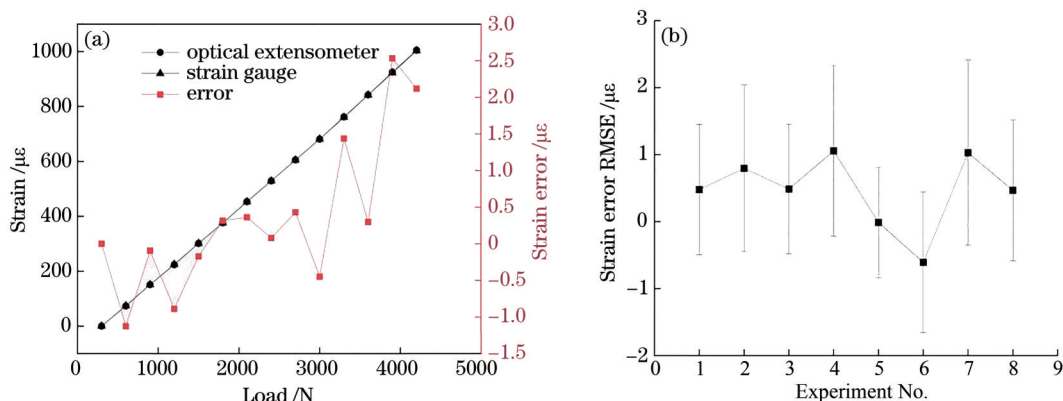 (a)
optical extensometer
strain gauge
error
1000
800
600
400
200
0
Strain /με
3.0
2.5
2.0
1.5
1.0
0.5
0
−0.5
−1.0
−1.5
Strain error /με
0 1000 2000 3000 4000 5000
Load /N
(b)
3
2
1
0
−1
−2
Strain error RMSE /με
0 1 2 3 4 5 6 7 8 9
Experiment No.